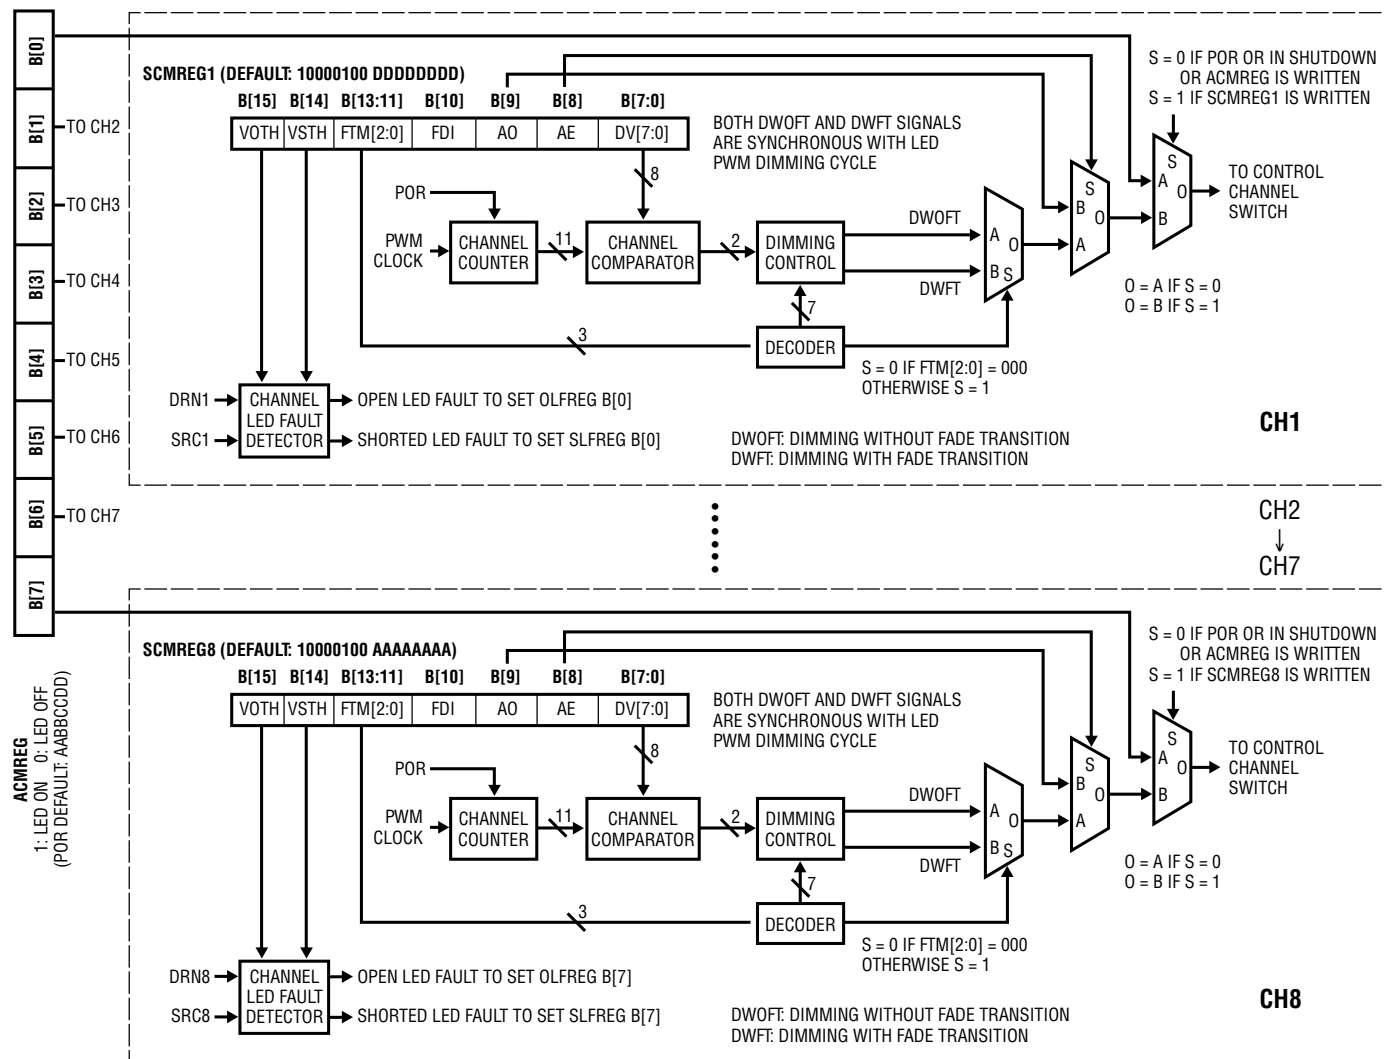 B[0]
B[1]
TO CH2
B[2]
TO CH3
B[3]
TO CH4
B[4]
TO CH5
B[5]
TO CH6
B[6]
TO CH7
B[7]
ACMREG
1: LED ON 0: LED OFF
(POR DEFAULT: AABBCCDD)
SCMREG1 (DEFAULT: 10000100 DDDDDDDD)
B[15] B[14] B[13:11] B[10] B[9] B[8] B[7:0]
VOTH VSTH FTM[2:0] FDI AO AE DV[7:0]
BOTH DWOFT AND DWFT SIGNALS
ARE SYNCHRONOUS WITH LED
PWM DIMMING CYCLE
S = 0 IF POR OR IN SHUTDOWN
OR ACMREG IS WRITTEN
S = 1 IF SCMREG1 IS WRITTEN
8
POR
PWM
CLOCK
CHANNEL
COUNTER
11
CHANNEL
COMPARATOR
2
DIMMING
CONTROL
DWOFT
DWFT
A
O
B S
S
B
O
A
S
A
O
B
TO CONTROL
CHANNEL
SWITCH
O = A IF S = 0
O = B IF S = 1
7
3
DECODER
S = 0 IF FTM[2:0] = 000
OTHERWISE S = 1
DRN1
SRC1
CHANNEL
LED FAULT
DETECTOR
OPEN LED FAULT TO SET OLFREG B[0]
SHORTED LED FAULT TO SET SLFREG B[0]
DWOFT: DIMMING WITHOUT FADE TRANSITION
DWFT: DIMMING WITH FADE TRANSITION
CH1
CH2
CH7
SCMREG8 (DEFAULT: 10000100 AAAAAAAA)
B[15] B[14] B[13:11] B[10] B[9] B[8] B[7:0]
VOTH VSTH FTM[2:0] FDI AO AE DV[7:0]
BOTH DWOFT AND DWFT SIGNALS
ARE SYNCHRONOUS WITH LED
PWM DIMMING CYCLE
S = 0 IF POR OR IN SHUTDOWN
OR ACMREG IS WRITTEN
S = 1 IF SCMREG8 IS WRITTEN
8
POR
PWM
CLOCK
CHANNEL
COUNTER
11
CHANNEL
COMPARATOR
2
DIMMING
CONTROL
DWOFT
DWFT
A
O
B S
S
B
O
A
S
A
O
B
TO CONTROL
CHANNEL
SWITCH
O = A IF S = 0
O = B IF S = 1
7
3
DECODER
S = 0 IF FTM[2:0] = 000
OTHERWISE S = 1
DRN8
SRC8
CHANNEL
LED FAULT
DETECTOR
OPEN LED FAULT TO SET OLFREG B[7]
SHORTED LED FAULT TO SET SLFREG B[7]
DWOFT: DIMMING WITHOUT FADE TRANSITION
DWFT: DIMMING WITH FADE TRANSITION
CH8